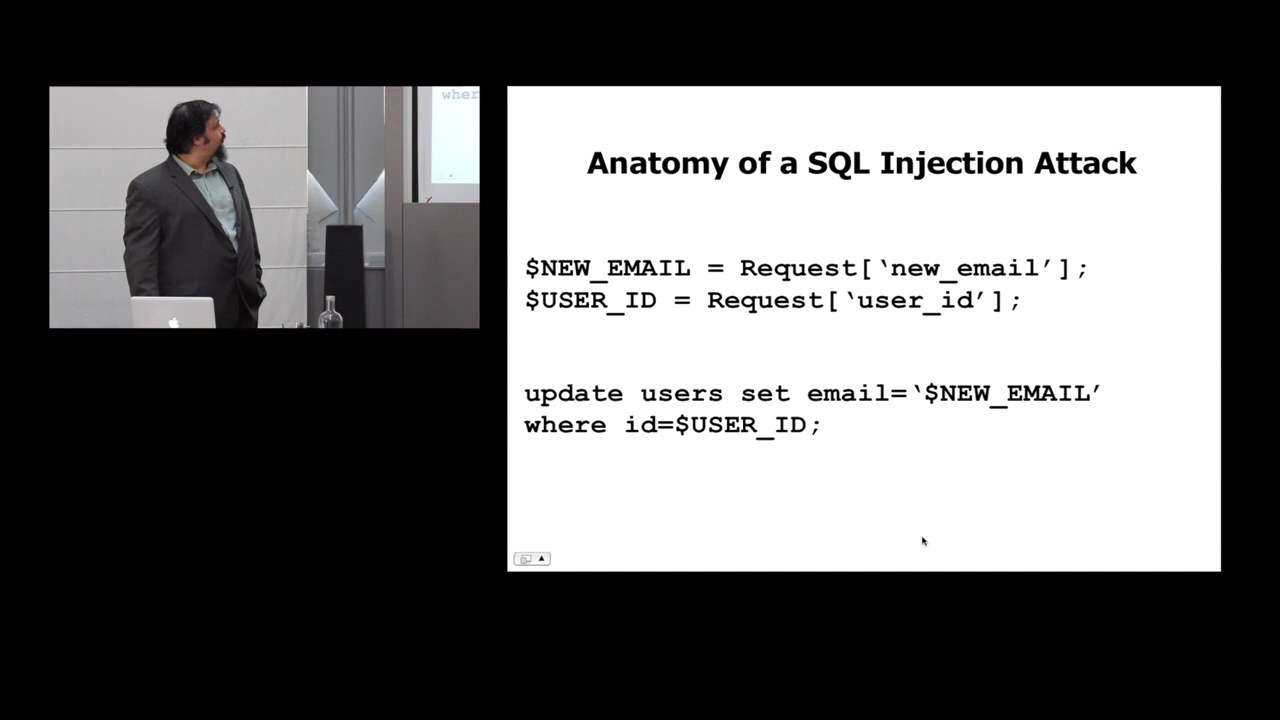 wher
Anatomy of a SQL Injection Attack
$NEW_EMAIL = Request[‘new_email’];
$USER_ID = Request[‘user_id’];
update users set email=‘$NEW_EMAIL’
where id=$USER_ID;